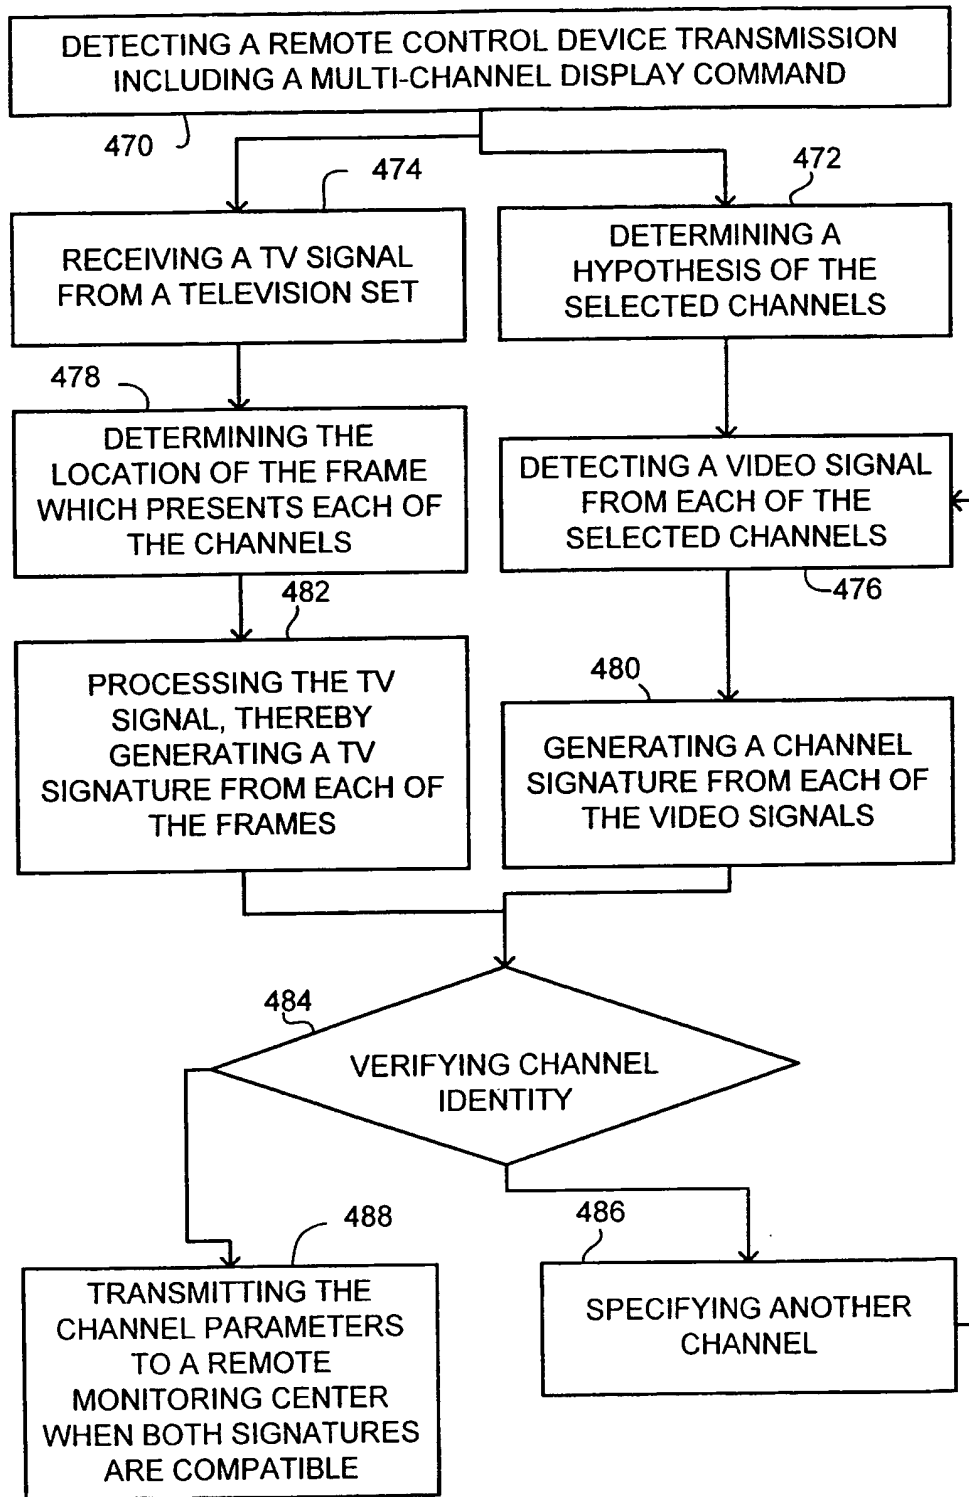 DETECTING A REMOTE CONTROL DEVICE TRANSMISSION
INCLUDING A MULTI-CHANNEL DISPLAY COMMAND
470
474
472
RECEIVING A TV SIGNAL
FROM A TELEVISION SET
DETERMINING A
HYPOTHESIS OF THE
SELECTED CHANNELS
478
DETERMINING THE
LOCATION OF THE FRAME
WHICH PRESENTS EACH OF
THE CHANNELS
DETECTING A VIDEO SIGNAL
FROM EACH OF THE
SELECTED CHANNELS
476
482
PROCESSING THE TV
SIGNAL, THEREBY
GENERATING A TV
SIGNATURE FROM EACH OF
THE FRAMES
480
GENERATING A CHANNEL
SIGNATURE FROM EACH OF
THE VIDEO SIGNALS
484
VERIFYING CHANNEL
IDENTITY
488
486
TRANSMITTING THE
CHANNEL PARAMETERS
TO A REMOTE
MONITORING CENTER
WHEN BOTH SIGNATURES
ARE COMPATIBLE
SPECIFYING ANOTHER
CHANNEL